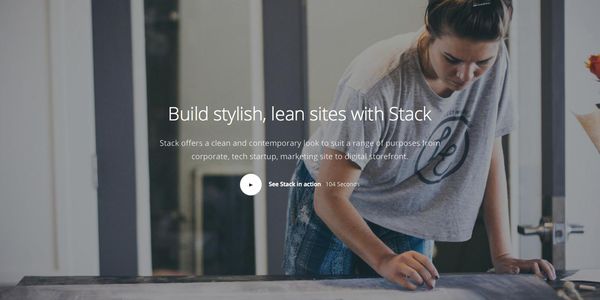 Build stylish, lean sites with Stack
Stack offers a clean and contemporary look to suit a range of purposes from
corporate, tech startup, marketing site to digital storefront.
See Stack in action 104 Seconds